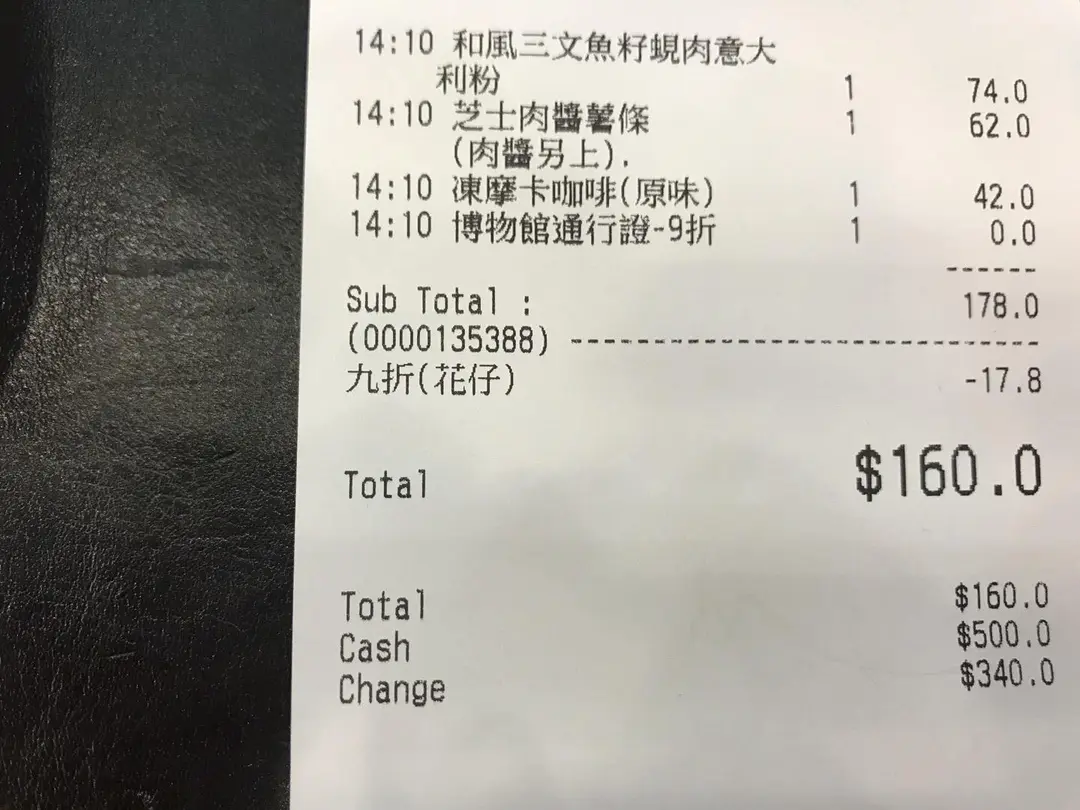 14:10 和風三文魚籽蜆肉意大
利粉 1 74.0
14:10 芝士肉醬薯條 1 62.0
(肉醬另上).
14:10 凍摩卡咖啡(原味) 1 42.0
14:10 博物館通行證-9折 1 0.0
------
Sub Total : 178.0
(0000135388) ------------------------------
九折(花仔) -17.8
Total $160.0
Total $160.0
Cash $500.0
Change $340.0